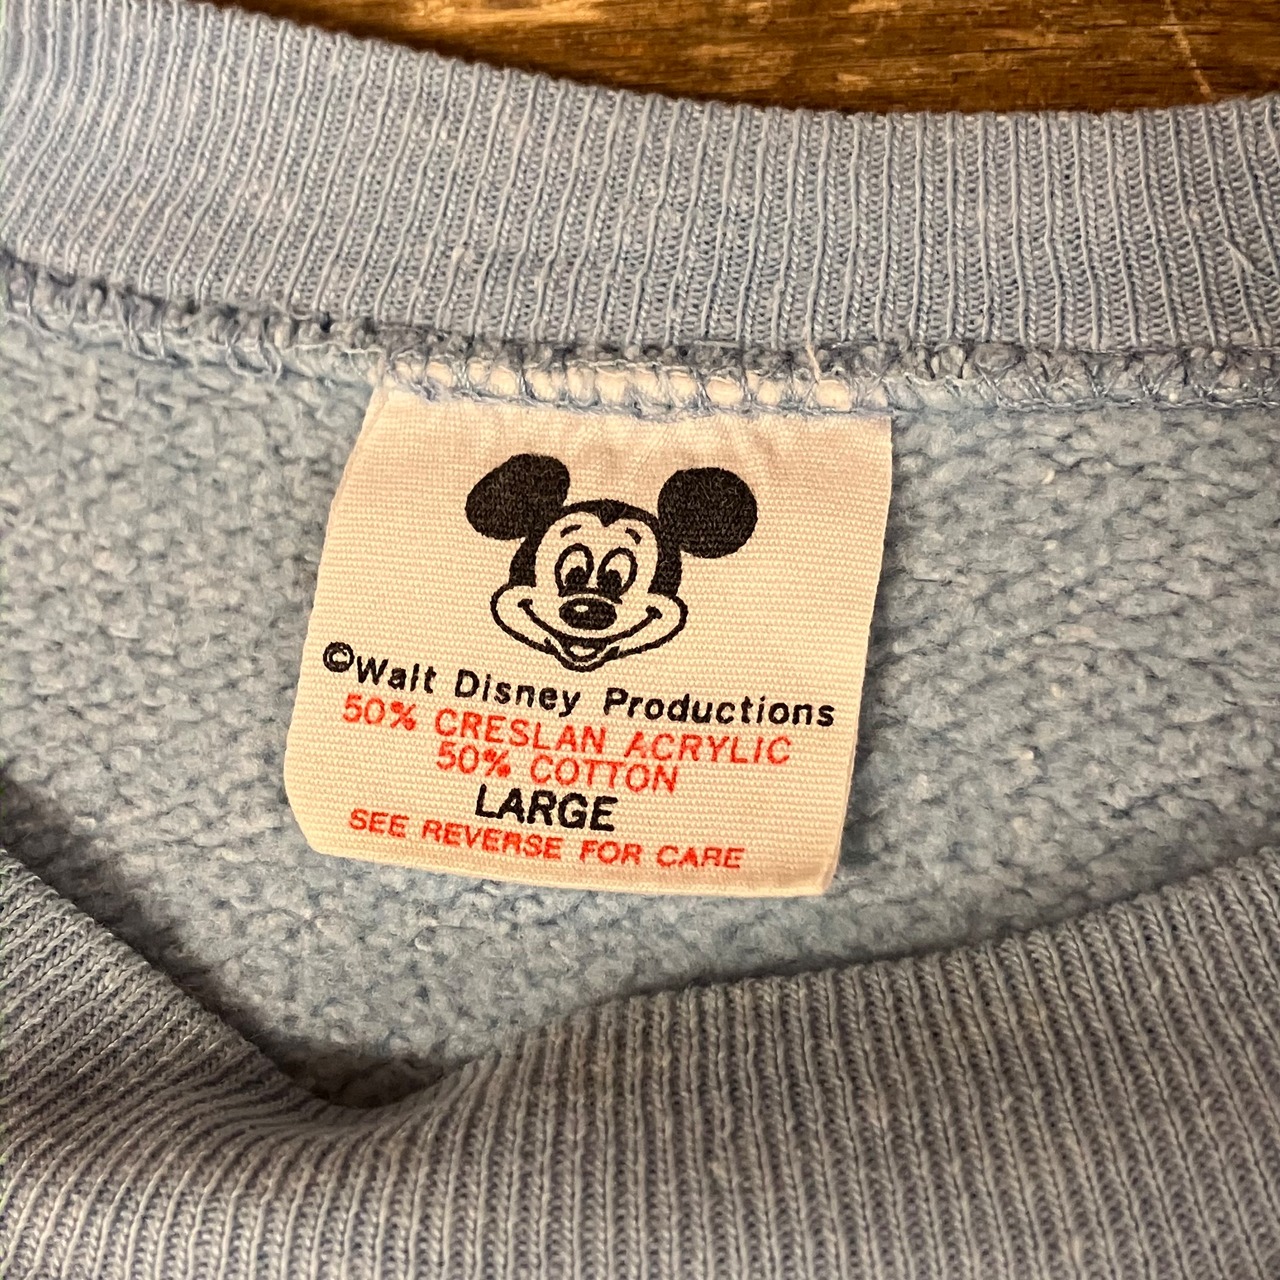 ©Walt Disney Productions
50% CRESLAN ACRYLIC
50% COTTON
LARGE
SEE REVERSE FOR CARE